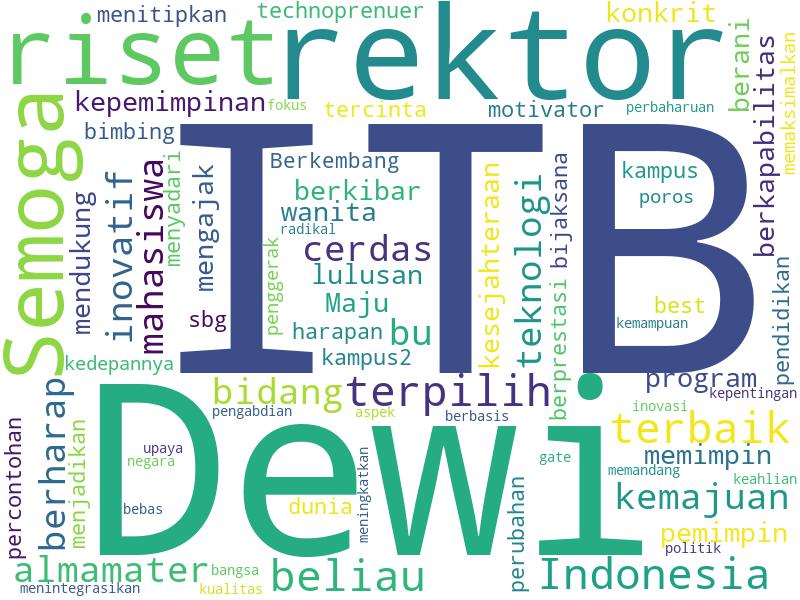 menitipkan
technoprenuer
konkrit
riset
rektor
berani
berkapabilitas
memaksimalkan
kepemimpinan
fokus
tercinta
motivator
perbaharuan
Semoga
bimbing
ITB
mendukung
inovatif
mahasiswa
menyadari
mengajak
Berkembang
berkibar
wanita
radikal
cerdas
penggerak
lulusan
Maju
sbg
harapan
bu
kampus2
kesejahteraan
teknologi
bijaksana
berprestasi
kampus
poros
best
kemampuan
pendidikan
kedepannya
bidang
terpilih
program
kepentingan
pengabdian
aspek
berbasis
inovasi
percontohan
berharap
menjadikan
Dewi
upaya
negara
bebas
dunia
meningkatkan
perubahan
gate
terbaik
memimpin
memandang
keahlian
kemajuan
pemimpin
politik
almamater
bangsa
beliau
Indonesia
menintegrasikan
kualitas